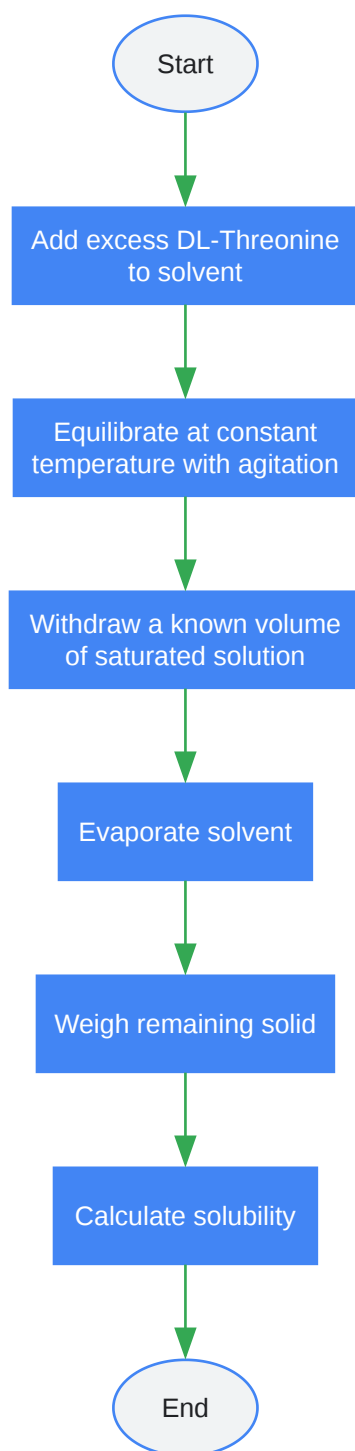 Start
Add excess DL-Threonine
to solvent
Equilibrate at constant
temperature with agitation
Withdraw a known volume
of saturated solution
Evaporate solvent
Weigh remaining solid
Calculate solubility
End